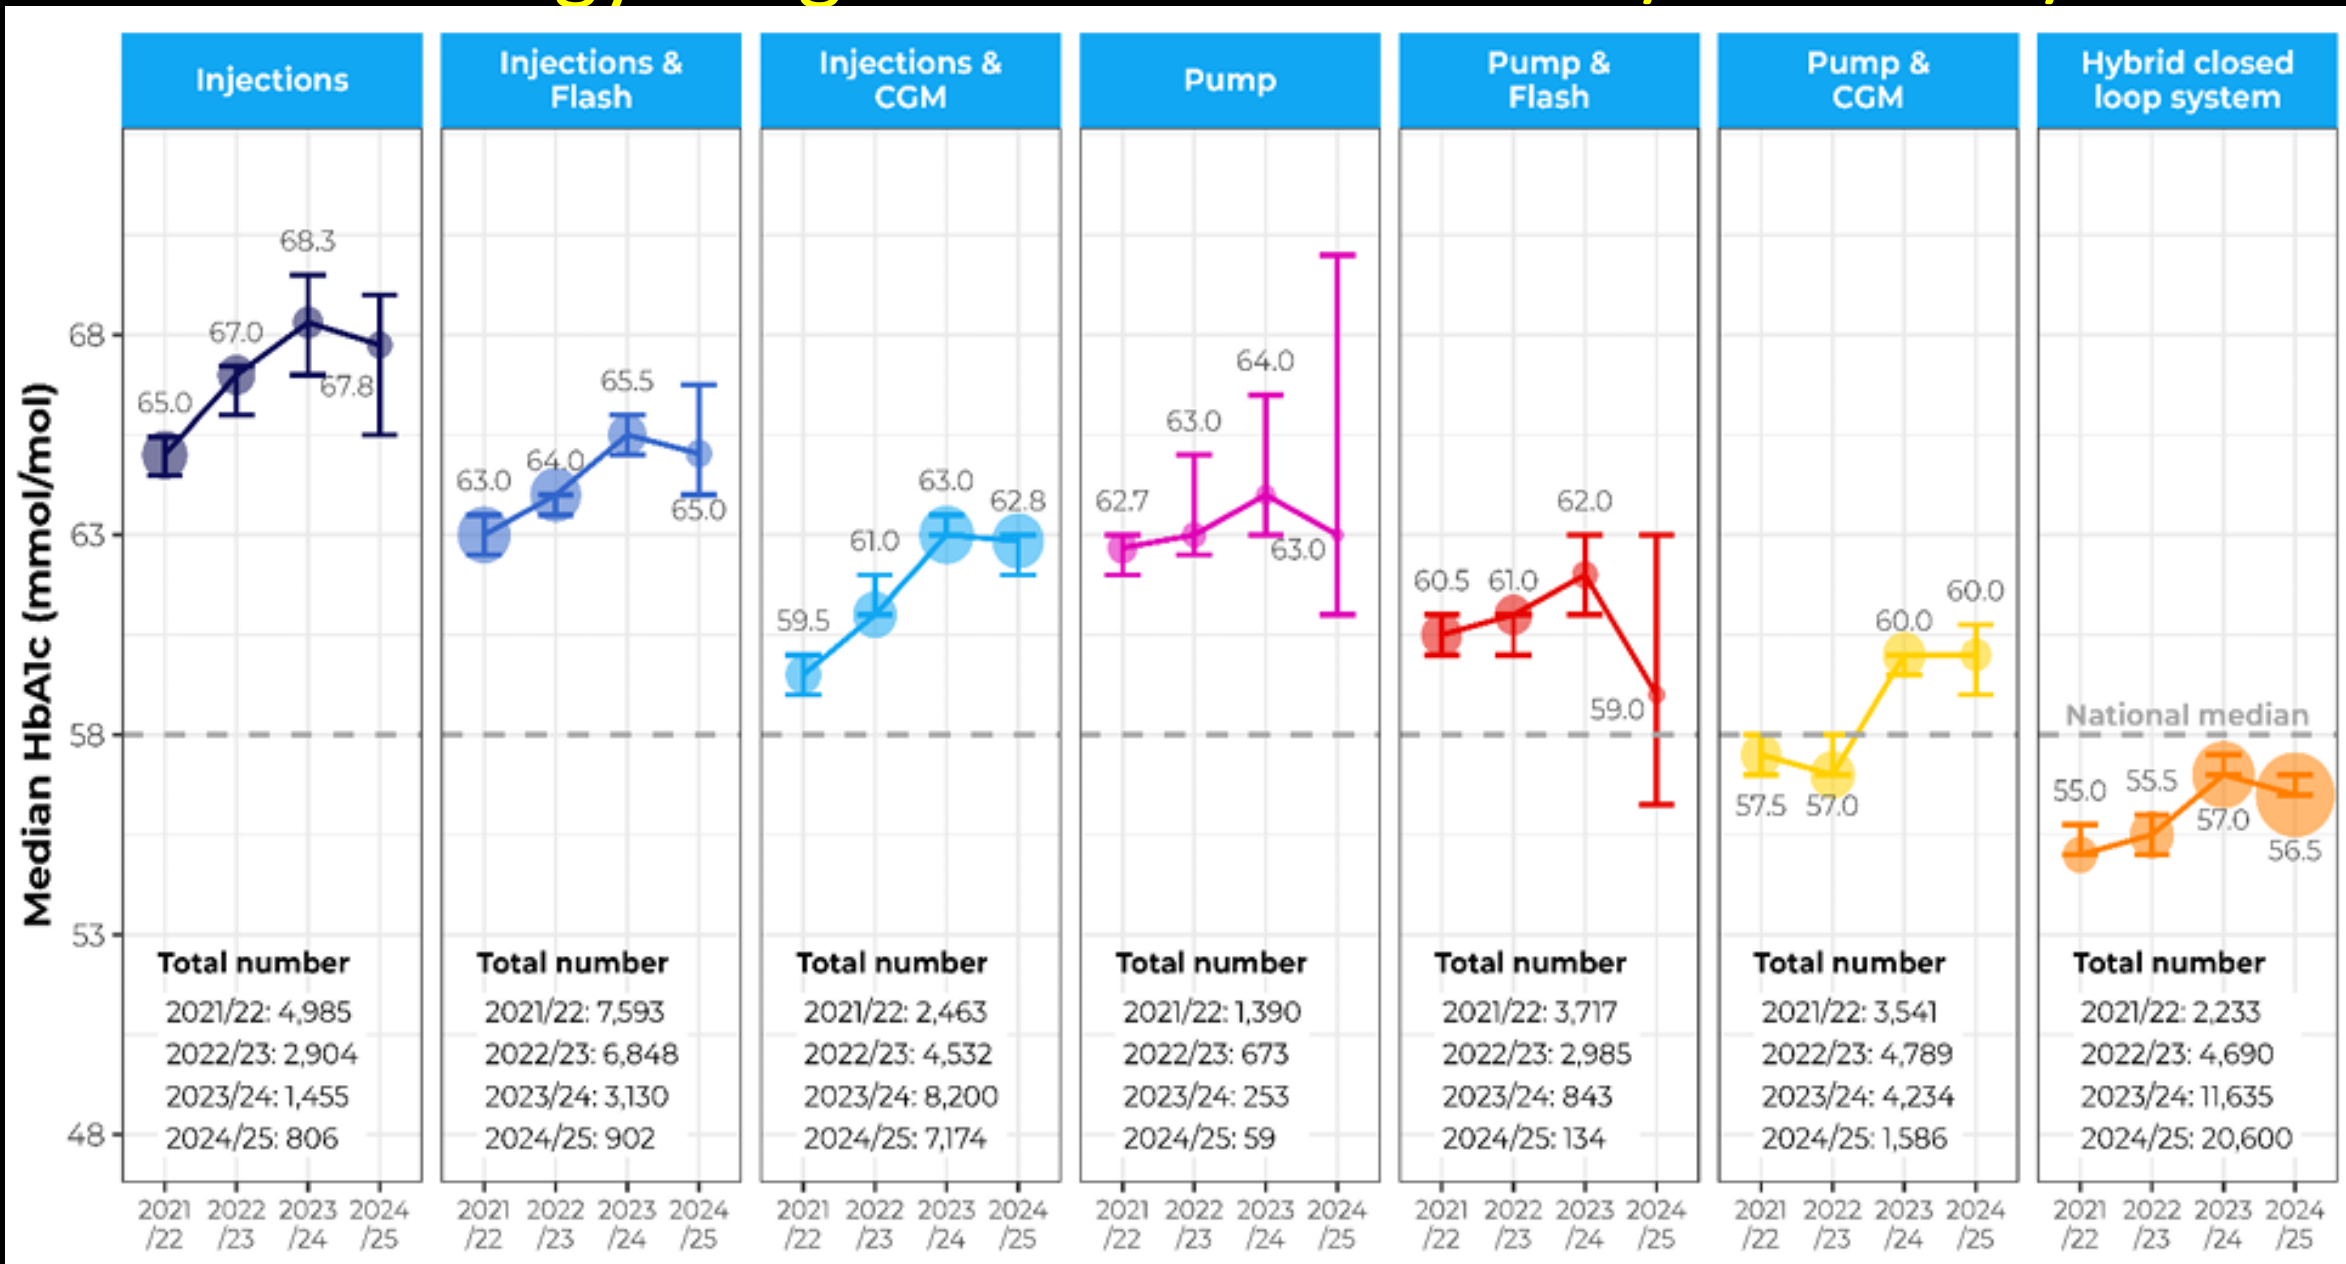 Injections
Injections &
Flash
Injections &
CGM
Pump
Pump &
Flash
Pump &
CGM
Hybrid closed
loop system
Median HbA1c (mmol/mol)
68
63
58
53
48
65.0
67.0
68.3
67.8
63.0
64.0
65.5
65.0
59.5
61.0
63.0
62.8
62.7
63.0
64.0
63.0
60.5
61.0
62.0
59.0
57.5
57.0
60.0
60.0
National median
55.0
55.5
57.0
56.5
Total number
2021/22: 4,985
2022/23: 2,904
2023/24: 1,455
2024/25: 806
Total number
2021/22: 7,593
2022/23: 6,848
2023/24: 3,130
2024/25: 902
Total number
2021/22: 2,463
2022/23: 4,532
2023/24: 8,200
2024/25: 7,174
Total number
2021/22: 1,390
2022/23: 673
2023/24: 253
2024/25: 59
Total number
2021/22: 3,717
2022/23: 2,985
2023/24: 843
2024/25: 134
Total number
2021/22: 3,541
2022/23: 4,789
2023/24: 4,234
2024/25: 1,586
Total number
2021/22: 2,233
2022/23: 4,690
2023/24: 11,635
2024/25: 20,600
2021 2022 2023 2024
/22 /23 /24 /25
2021 2022 2023 2024
/22 /23 /24 /25
2021 2022 2023 2024
/22 /23 /24 /25
2021 2022 2023 2024
/22 /23 /24 /25
2021 2022 2023 2024
/22 /23 /24 /25
2021 2022 2023 2024
/22 /23 /24 /25
2021 2022 2023 2024
/22 /23 /24 /25